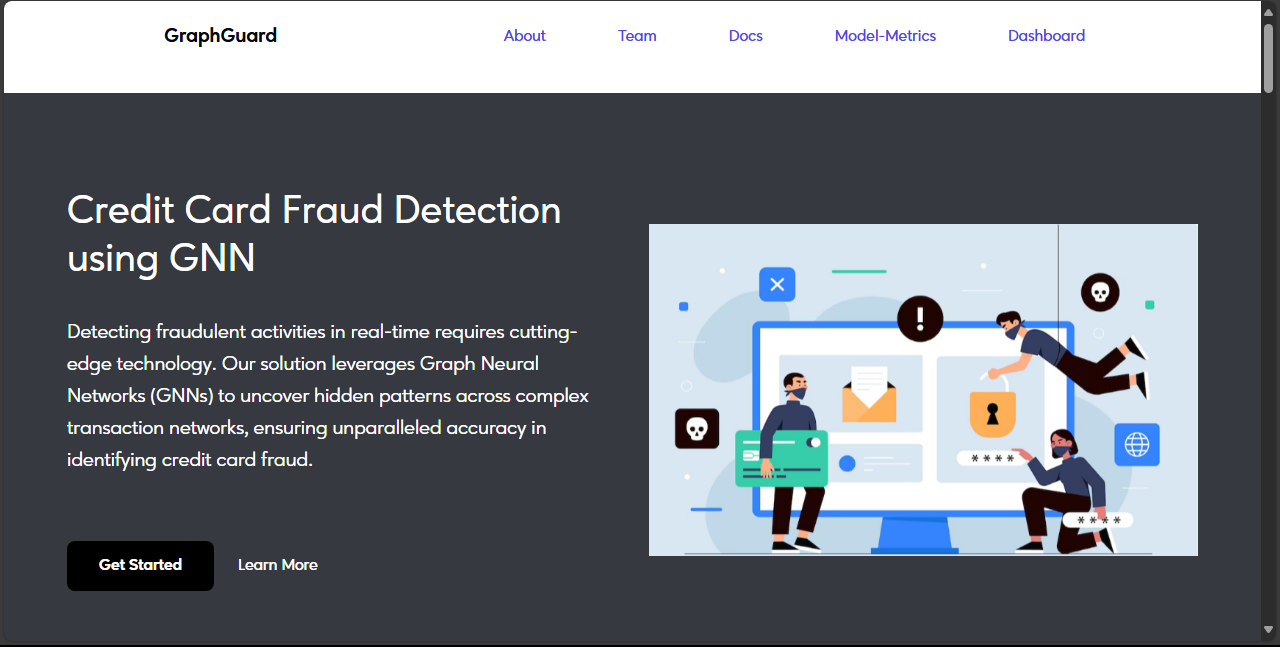 GraphGuard
About
Team
Docs
Model-Metrics
Dashboard
Credit Card Fraud Detection
using GNN
Detecting fraudulent activities in real-time requires cutting-
edge technology. Our solution leverages Graph Neural
Networks (GNNs) to uncover hidden patterns across complex
transaction networks, ensuring unparalleled accuracy in
identifying credit card fraud.
Get Started
Learn More
!
* * * *
* * * *